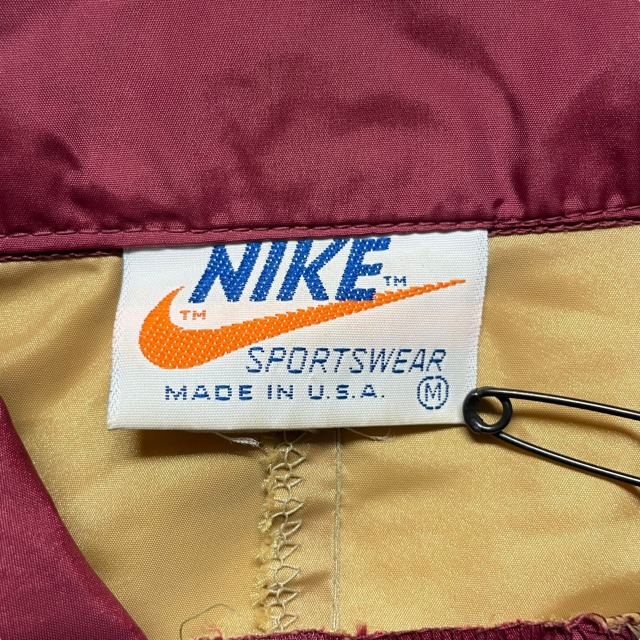 NIKE™
™
SPORTSWEAR
MADE IN U.S.A. Ⓜ